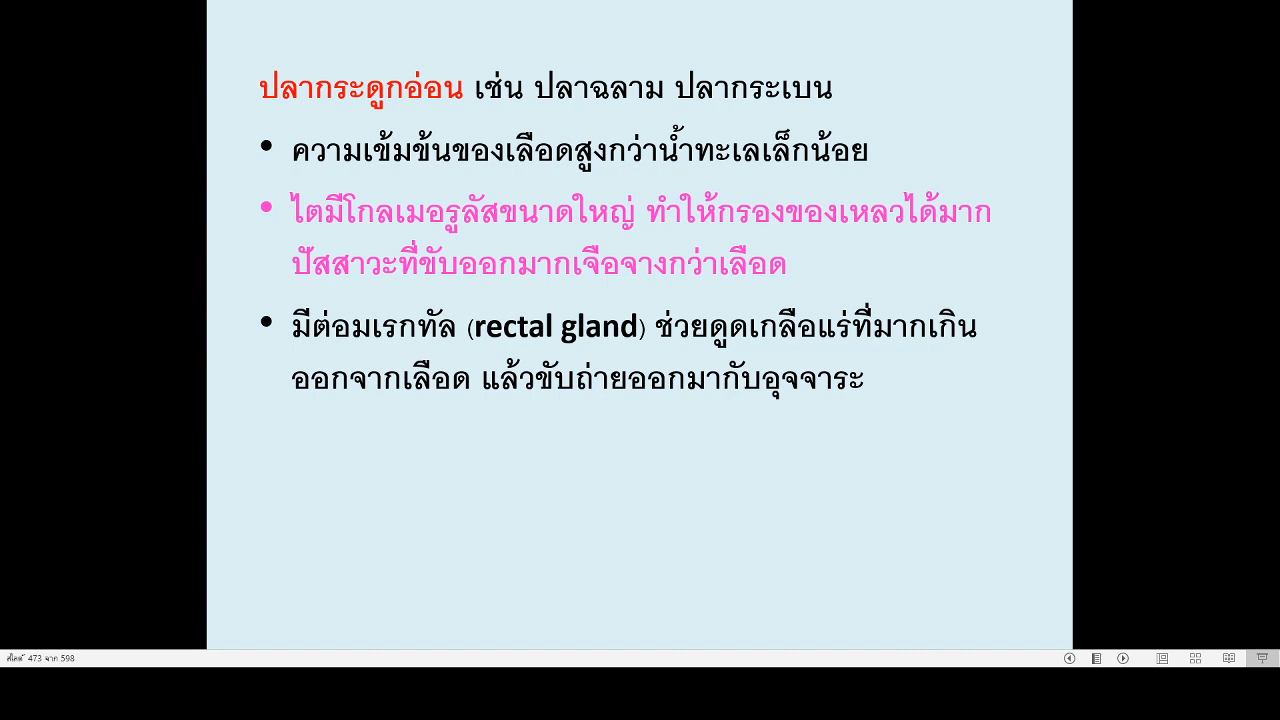 ปลากระดูกอ่อน เช่น ปลาฉลาม ปลากระเบน
• ความเข้มข้นของเลือดสูงกว่าน้ำทะเลเล็กน้อย
• ไตมีโกลเมอรูลัสขนาดใหญ่ ทำให้กรองของเหลวได้มาก
ปัสสาวะที่ขับออกมากเจือจางกว่าเลือด
• มีต่อมเรกทัล (rectal gland) ช่วยดูดเกลือแร่ที่มากเกิน
ออกจากเลือด แล้วขับถ่ายออกมากับอุจจาระ
สไลด์ 473 จาก 598